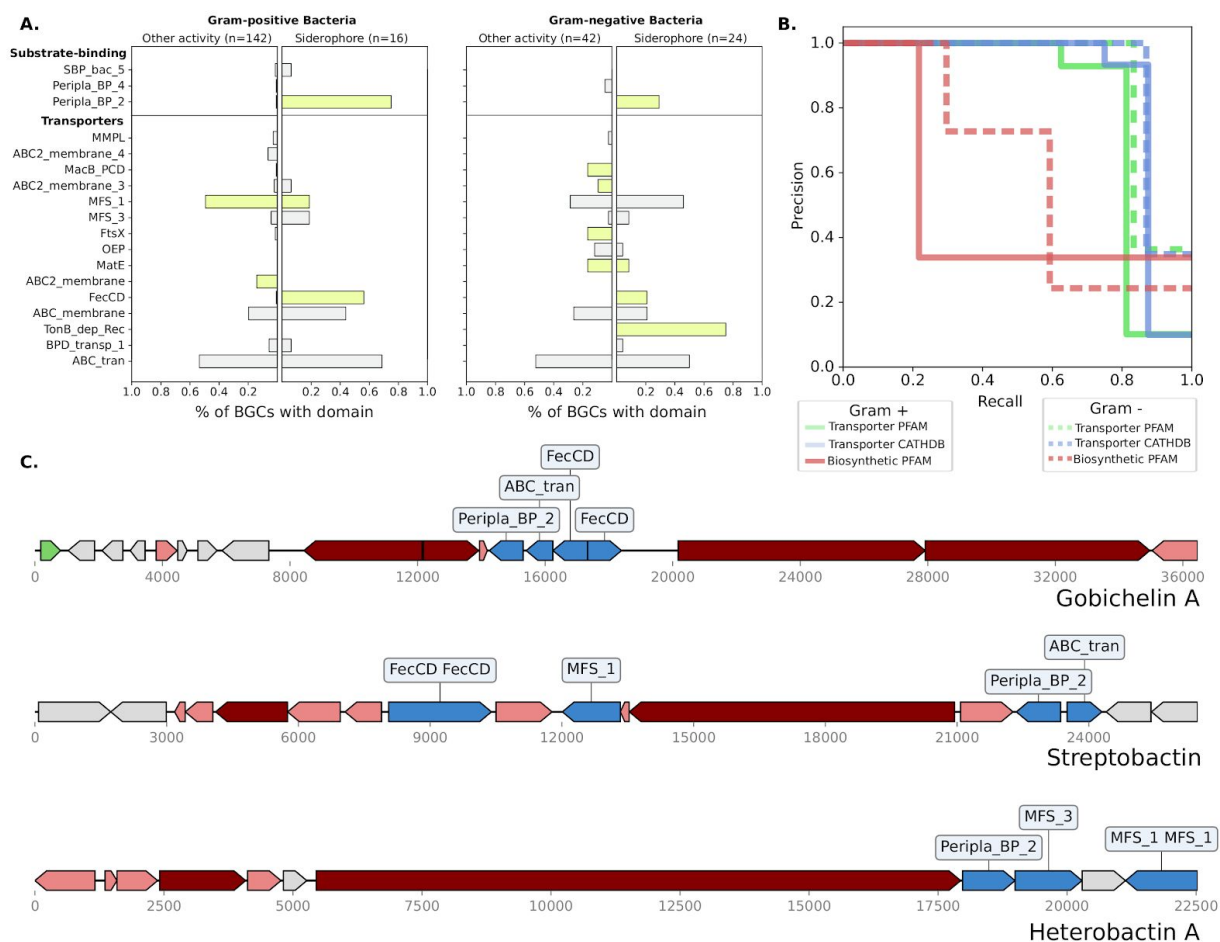 A.
Gram-positive Bacteria
Other activity (n=142)
Siderophore (n=16)
Gram-negative Bacteria
Other activity (n=42)
Siderophore (n=24)
Substrate-binding
SBP_bac_5
Peripla_BP_4
Peripla_BP_2
Transporters
MMPL
ABC2_membrane_4
MacB_PCD
ABC2_membrane_3
MFS_1
MFS_3
FtsX
OEP
MatE
ABC2_membrane
FecCD
ABC_membrane
TonB_dep_Rec
BPD_transp_1
ABC_tran
1.0 0.8 0.6 0.4 0.2 0.2 0.4 0.6 0.8 1.0
% of BGCs with domain
1.0 0.8 0.6 0.4 0.2 0.2 0.4 0.6 0.8 1.0
% of BGCs with domain
B.
Precision
1.0
0.8
0.6
0.4
0.2
0.0
0.0 0.2 0.4 0.6 0.8 1.0
Recall
Gram +
Transporter PFAM
Transporter CATHDB
Biosynthetic PFAM
Gram -
Transporter PFAM
Transporter CATHDB
Biosynthetic PFAM
C.
FecCD
ABC_tran
Peripla_BP_2
FecCD
0 4000 8000 12000 16000 20000 24000 28000 32000 36000
Gobichelin A
ABC_tran
FecCD FecCD
MFS_1
Peripla_BP_2
0 3000 6000 9000 12000 15000 18000 21000 24000
Streptobactin
MFS_3
Peripla_BP_2
MFS_1 MFS_1
0 2500 5000 7500 10000 12500 15000 17500 20000 22500
Heterobactin A